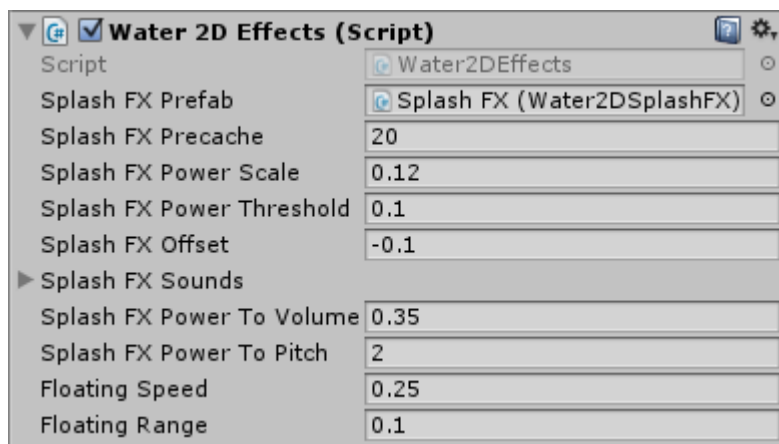 Water 2D Effects (Script)
Script Water2DEffects
Splash FX Prefab Splash FX (Water2DSplashFX)
Splash FX Precache 20
Splash FX Power Scale 0.12
Splash FX Power Threshold 0.1
Splash FX Offset -0.1
Splash FX Sounds
Splash FX Power To Volume 0.35
Splash FX Power To Pitch 2
Floating Speed 0.25
Floating Range 0.1